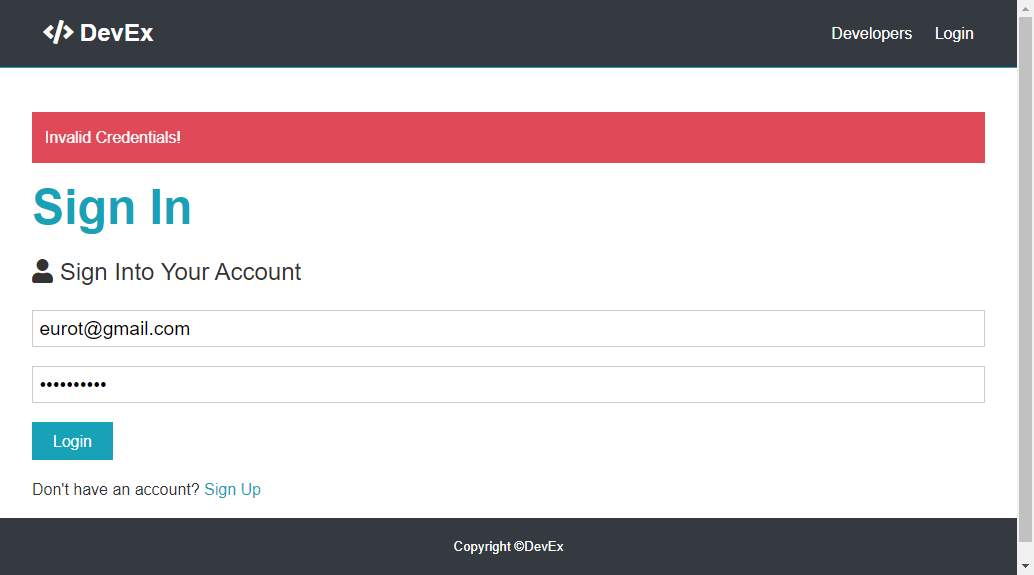 DevEx
Developers Login
Invalid Credentials!
Sign In
Sign Into Your Account
eurot@gmail.com
••••••••••
Login
Don't have an account? Sign Up
Copyright ©DevEx